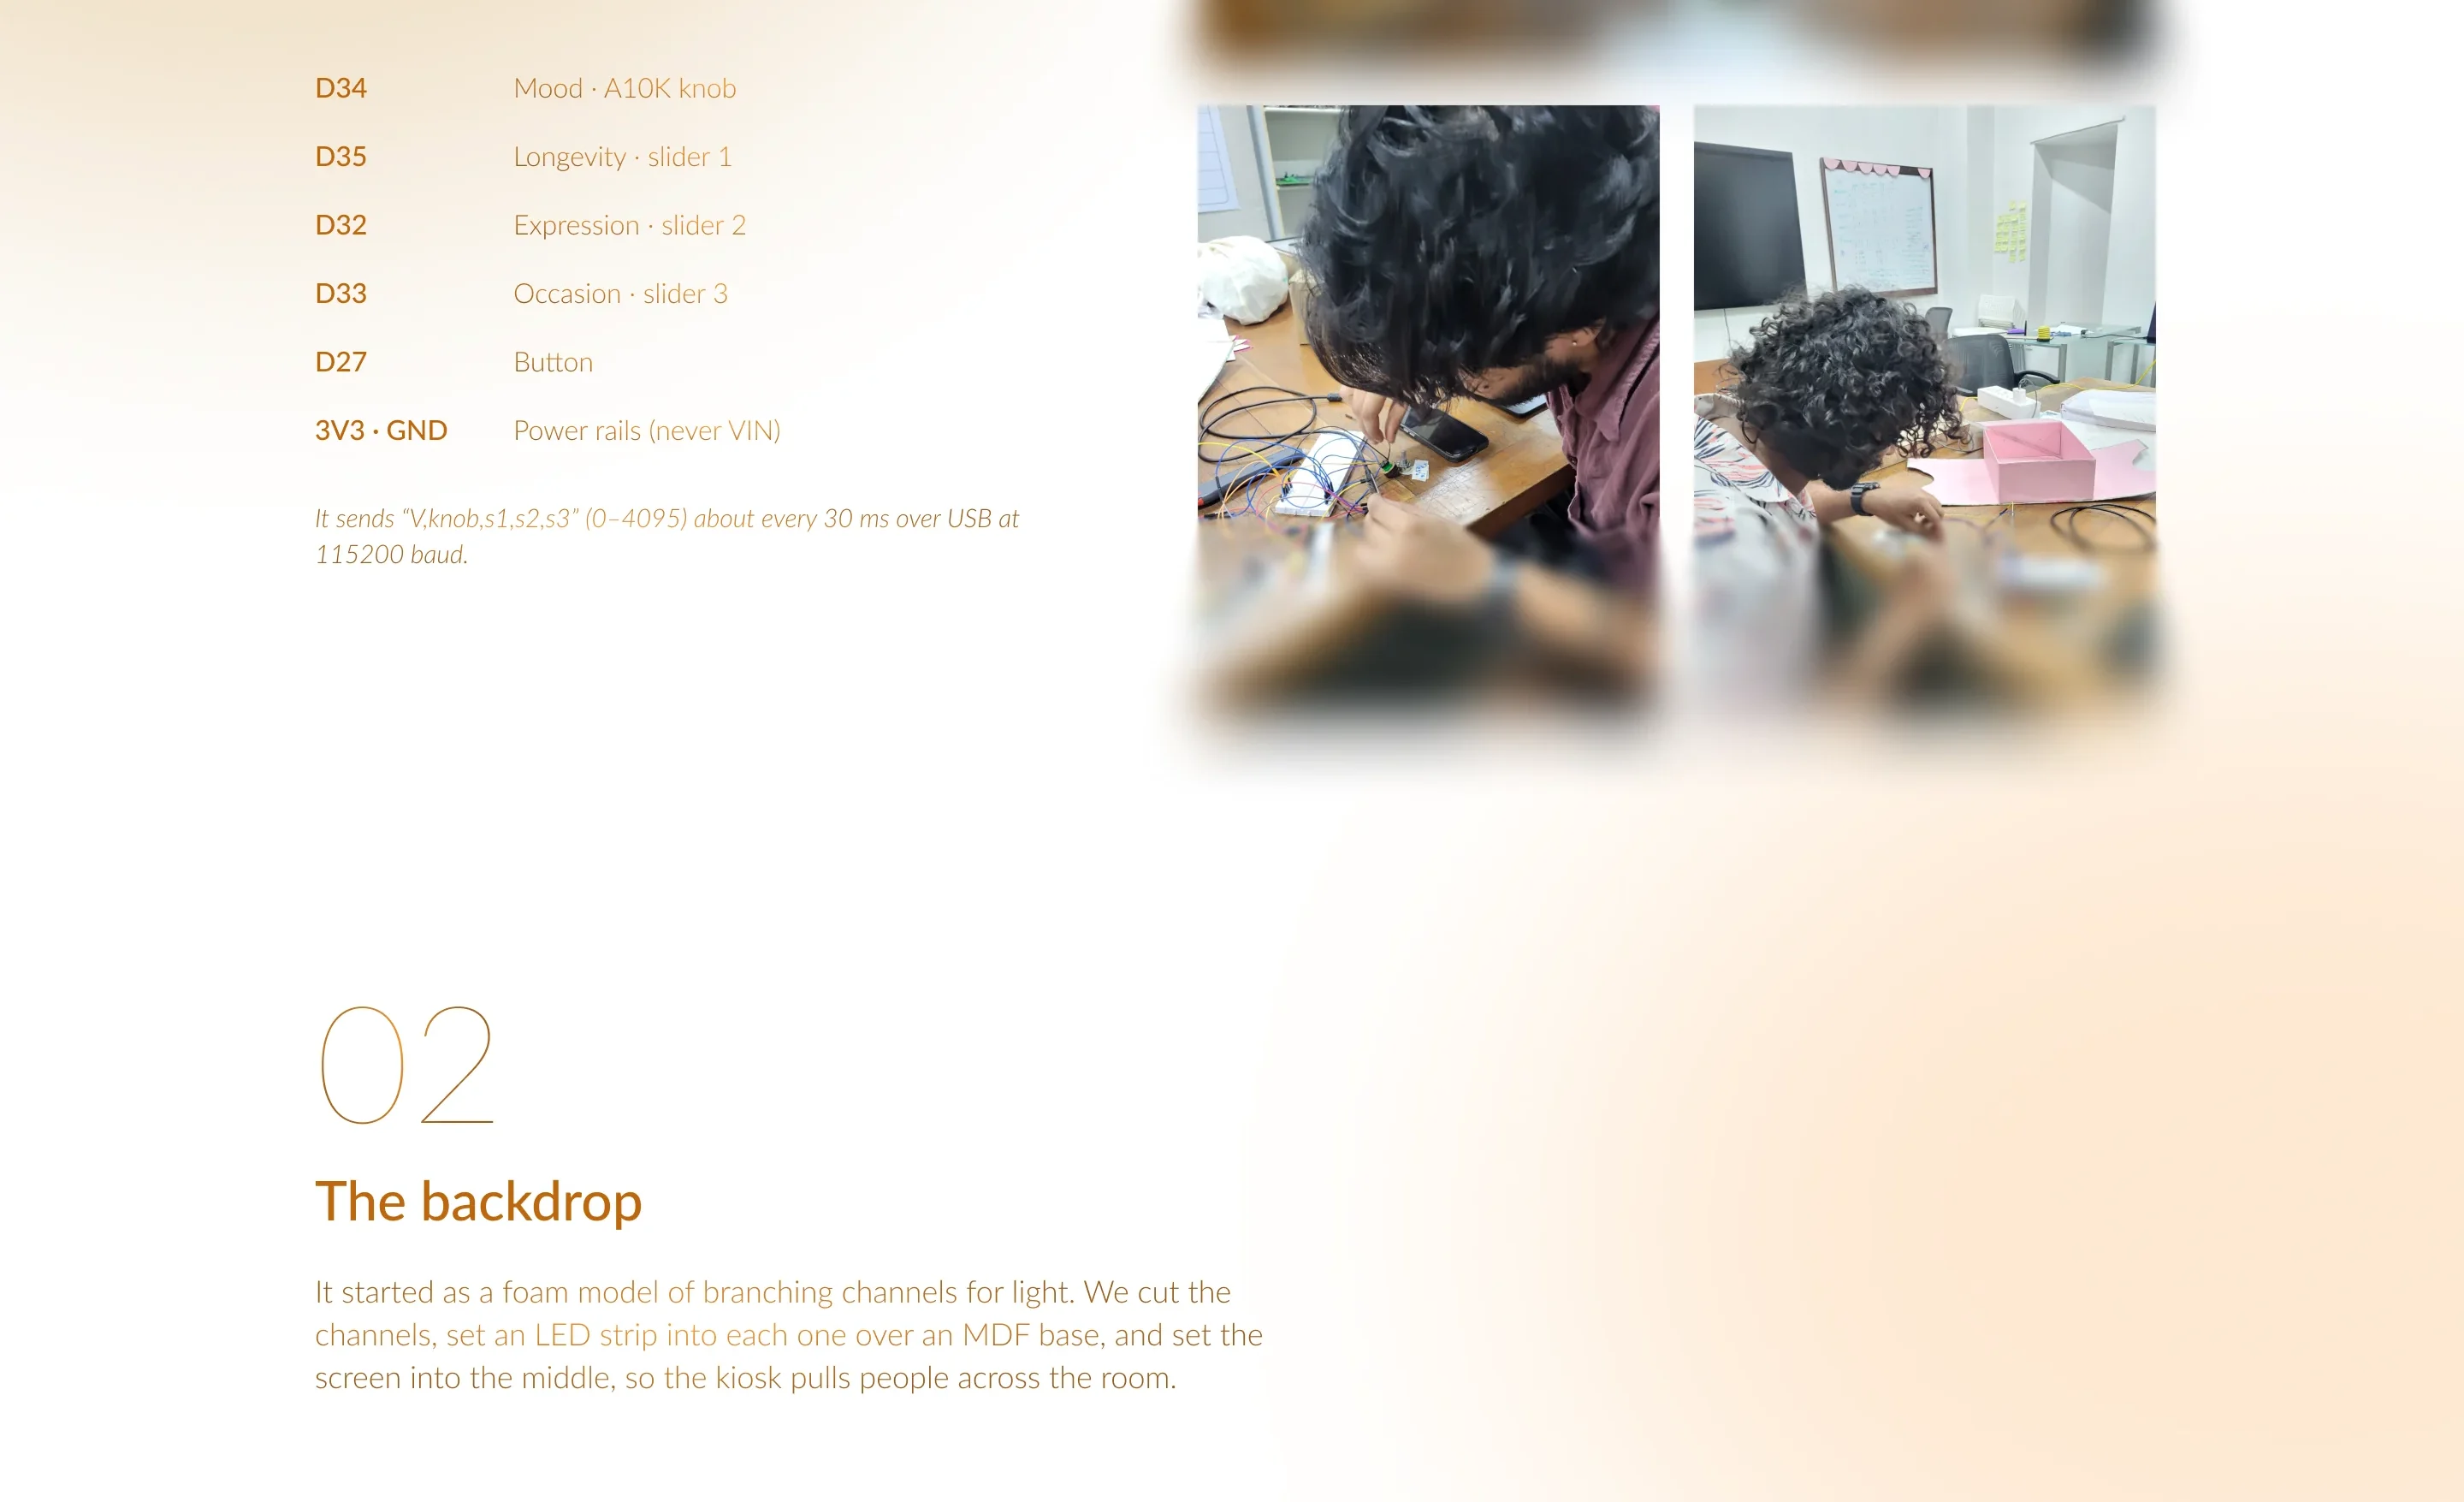 D34 Mood · A10K knob
D35 Longevity · slider 1
D32 Expression · slider 2
D33 Occasion · slider 3
D27 Button
3V3 · GND Power rails (never VIN)
It sends “V,knob,s1,s2,s3” (0–4095) about every 30 ms over USB at
115200 baud.
02
The backdrop
It started as a foam model of branching channels for light. We cut the
channels, set an LED strip into each one over an MDF base, and set the
screen into the middle, so the kiosk pulls people across the room.